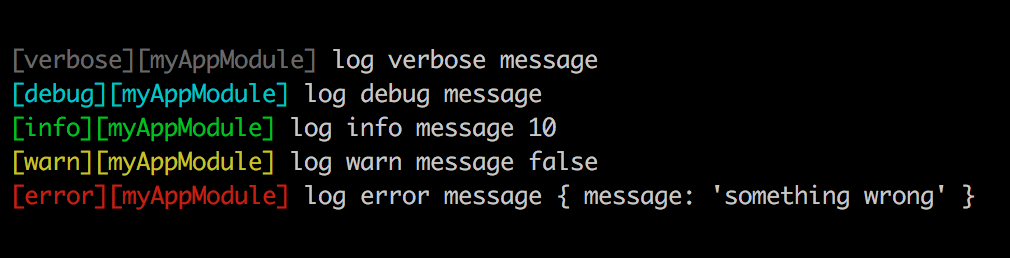 [verbose][myAppModule] log verbose message
[debug][myAppModule] log debug message
[info][myAppModule] log info message 10
[warn][myAppModule] log warn message false
[error][myAppModule] log error message { message: 'something wrong' }